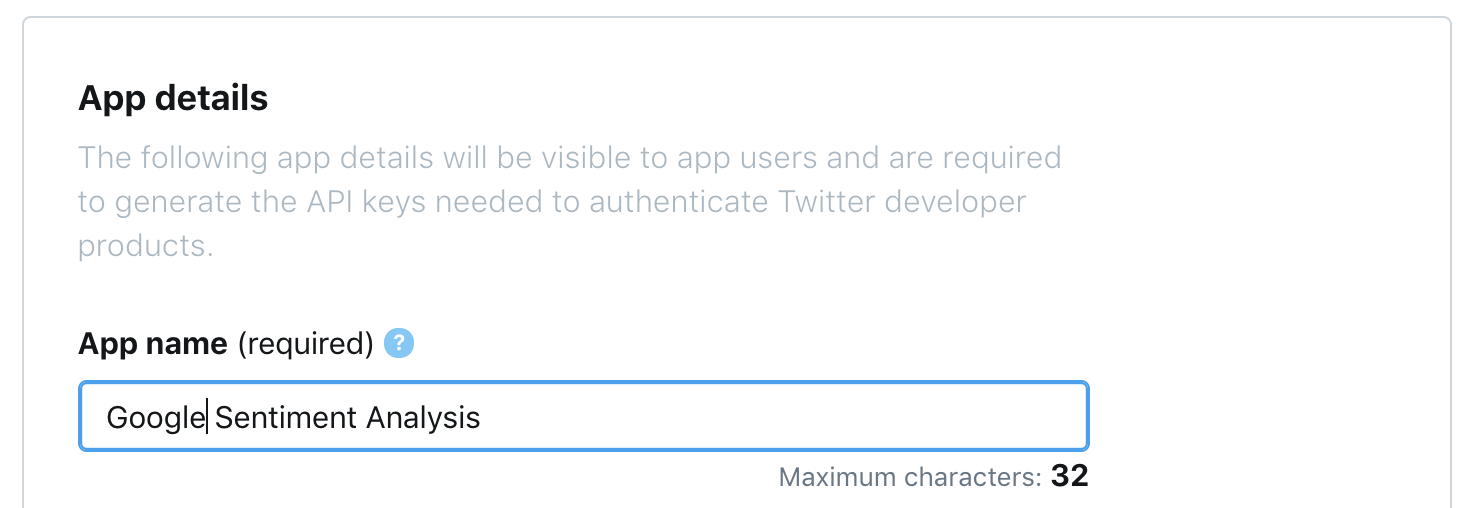 App details
The following app details will be visible to app users and are required
to generate the API keys needed to authenticate Twitter developer
products.
App name (required) ?
Google Sentiment Analysis
Maximum characters: 32